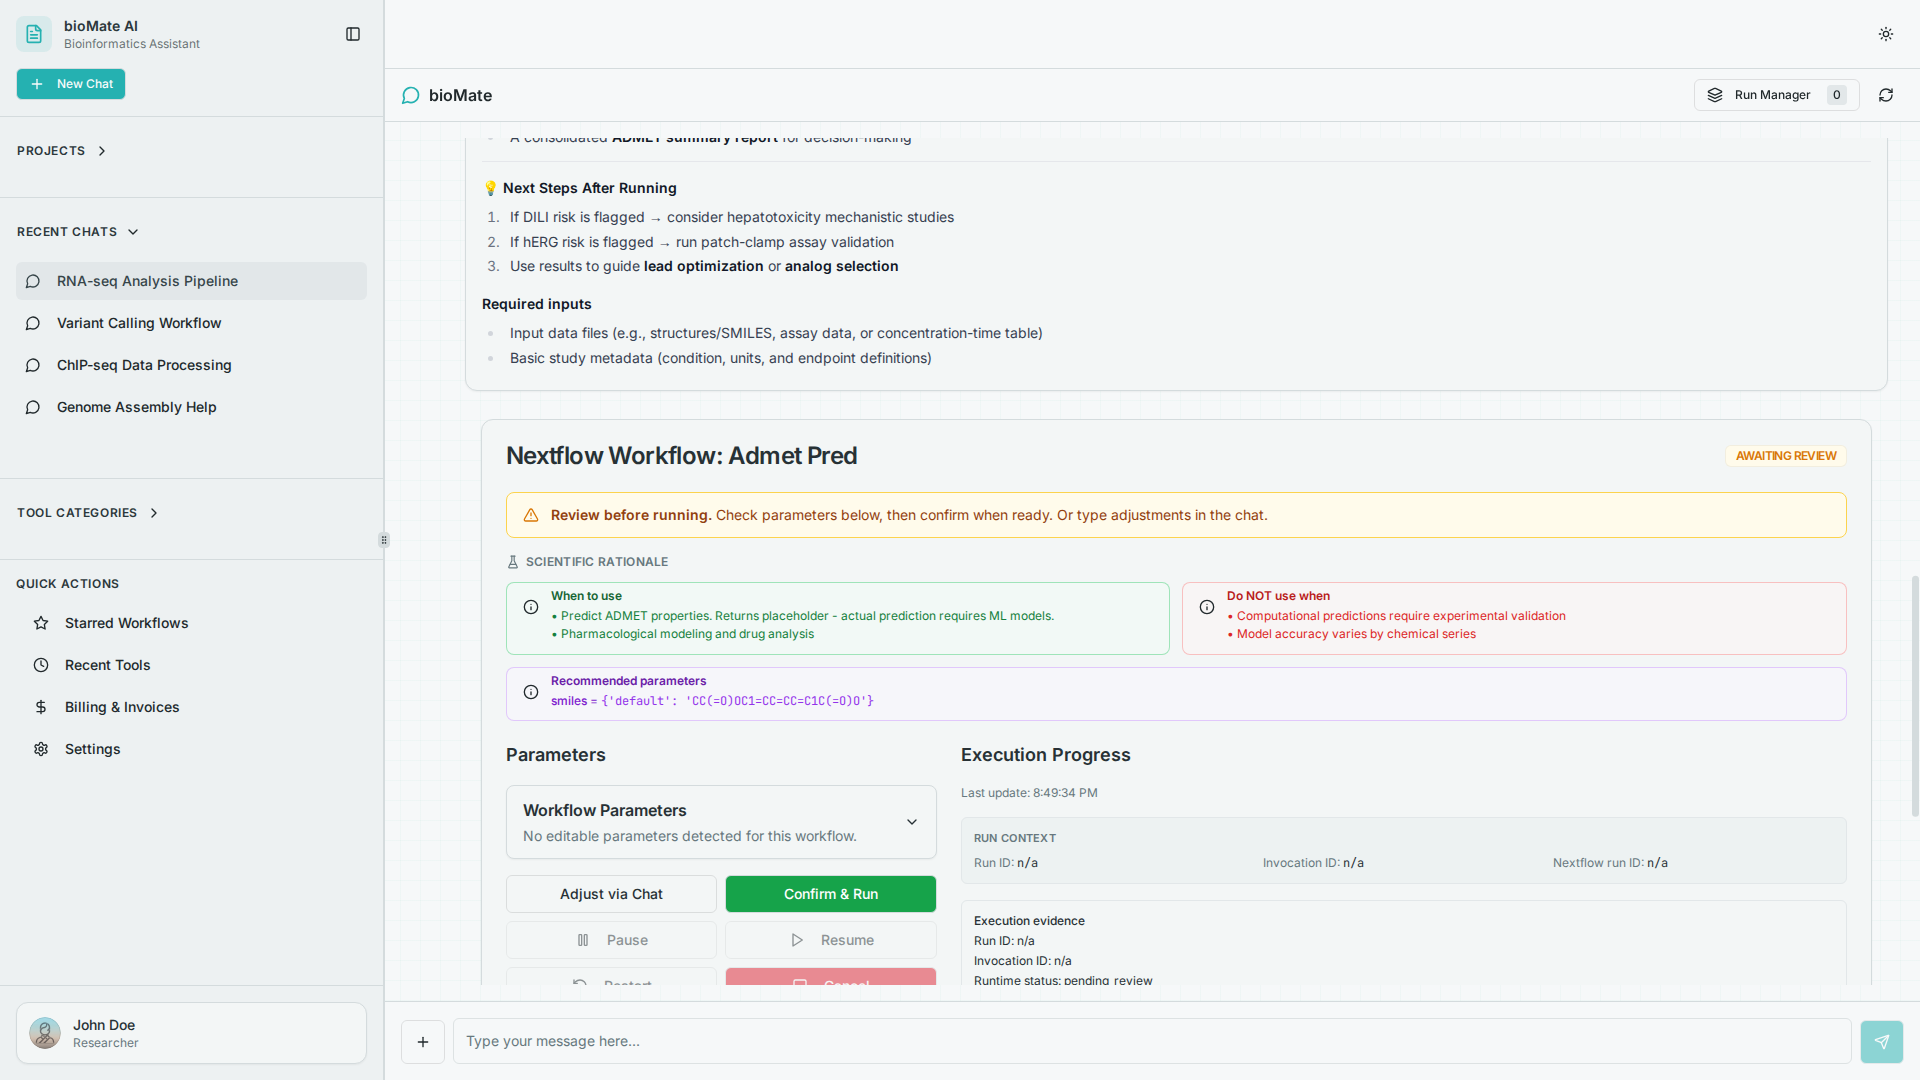 bioMate AI
Bioinformatics Assistant
New Chat
PROJECTS
RECENT CHATS
RNA-seq Analysis Pipeline
Variant Calling Workflow
ChIP-seq Data Processing
Genome Assembly Help
TOOL CATEGORIES
QUICK ACTIONS
Starred Workflows
Recent Tools
Billing & Invoices
Settings
John Doe
Researcher
bioMate
Run Manager 0
• A consolidated ADMET summary report for decision-making
💡 Next Steps After Running
1. If DILI risk is flagged → consider hepatotoxicity mechanistic studies
2. If hERG risk is flagged → run patch-clamp assay validation
3. Use results to guide lead optimization or analog selection
Required inputs
• Input data files (e.g., structures/SMILES, assay data, or concentration-time table)
• Basic study metadata (condition, units, and endpoint definitions)
Nextflow Workflow: Admet Pred
AWAITING REVIEW
Review before running. Check parameters below, then confirm when ready. Or type adjustments in the chat.
SCIENTIFIC RATIONALE
When to use
• Predict ADMET properties. Returns placeholder - actual prediction requires ML models.
• Pharmacological modeling and drug analysis
Do NOT use when
• Computational predictions require experimental validation
• Model accuracy varies by chemical series
Recommended parameters
smiles = {'default': 'CC(=O)OC1=CC=CC=C1C(=O)O'}
Parameters
Workflow Parameters
No editable parameters detected for this workflow.
Adjust via Chat
Confirm & Run
Pause
Resume
Restart
Cancel
Execution Progress
Last update: 8:49:34 PM
RUN CONTEXT
Run ID: n/a
Invocation ID: n/a
Nextflow run ID: n/a
Execution evidence
Run ID: n/a
Invocation ID: n/a
Runtime status: pending_review
Type your message here...